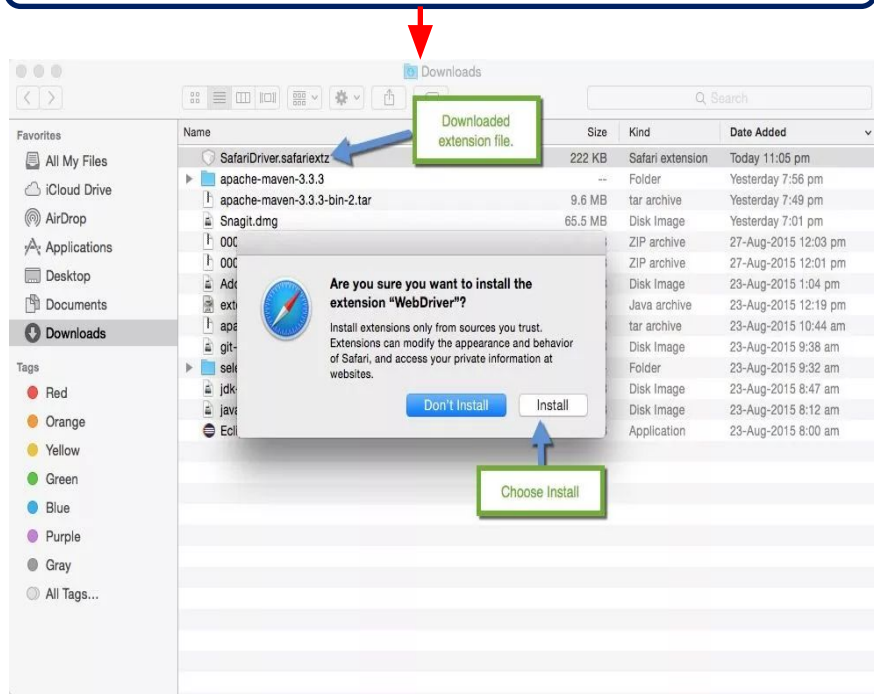 Downloads
Search
Downloaded
extension file.
Favorites
Name Size Kind Date Added
All My Files
iCloud Drive
AirDrop
Applications
Desktop
Documents
Downloads
Tags
Red
Orange
Yellow
Green
Blue
Purple
Gray
All Tags...
SafariDriver.safariextz 222 KB Safari extension Today 11:05 pm
apache-maven-3.3.3 -- Folder Yesterday 7:56 pm
apache-maven-3.3.3-bin-2.tar 9.6 MB tar archive Yesterday 7:49 pm
Snagit.dmg 65.5 MB Disk Image Yesterday 7:01 pm
000 ZIP archive 27-Aug-2015 12:03 pm
000 ZIP archive 27-Aug-2015 12:01 pm
Disk Image 23-Aug-2015 1:04 pm
Java archive 23-Aug-2015 12:19 pm
tar archive 23-Aug-2015 10:44 am
git- Disk Image 23-Aug-2015 9:38 am
Folder 23-Aug-2015 9:32 am
jdk- Disk Image 23-Aug-2015 8:47 am
java Disk Image 23-Aug-2015 8:12 am
Application 23-Aug-2015 8:00 am
Are you sure you want to install the
extension “WebDriver”?
Install extensions only from sources you trust.
Extensions can modify the appearance and behavior
of Safari, and access your private information at
websites.
Don't Install Install
Choose Install